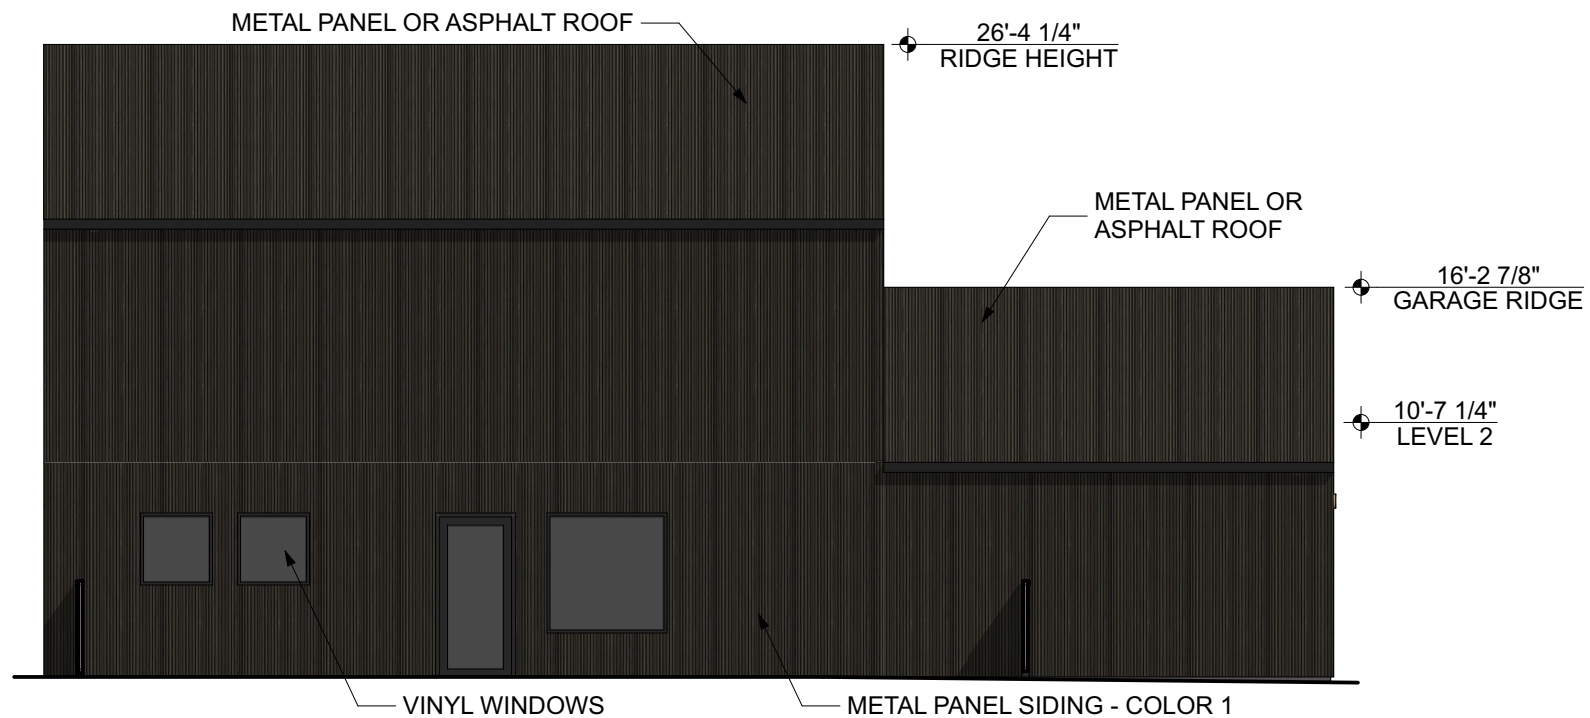 METAL PANEL OR ASPHALT ROOF
26'-4 1/4"
RIDGE HEIGHT
METAL PANEL OR
ASPHALT ROOF
16'-2 7/8"
GARAGE RIDGE
10'-7 1/4"
LEVEL 2
VINYL WINDOWS
METAL PANEL SIDING - COLOR 1